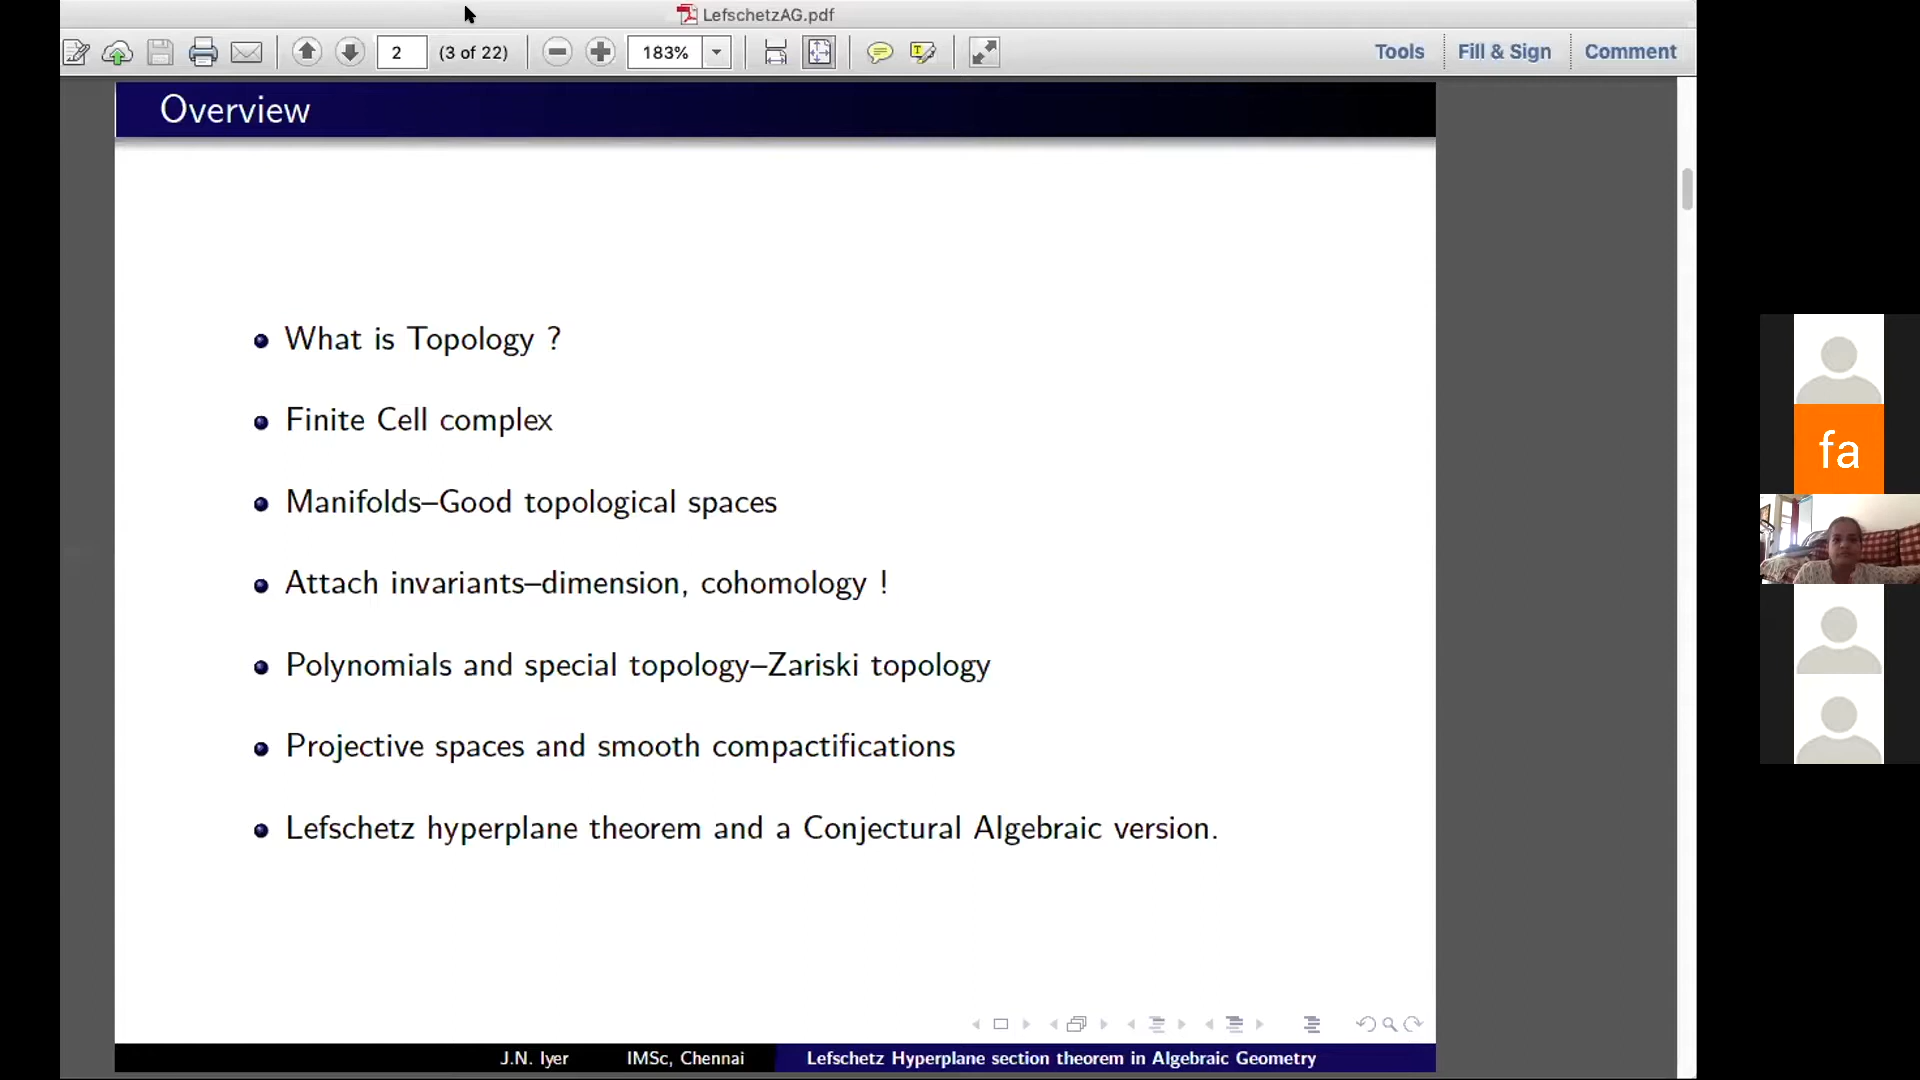 LefschetzAG.pdf
2 (3 of 22) 183% Tools Fill & Sign Comment
Overview
What is Topology ?
Finite Cell complex
Manifolds–Good topological spaces
fa
Attach invariants–dimension, cohomology !
Polynomials and special topology–Zariski topology
Projective spaces and smooth compactifications
Lefschetz hyperplane theorem and a Conjectural Algebraic version.
J.N. Iyer IMSc, Chennai Lefschetz Hyperplane section theorem in Algebraic Geometry